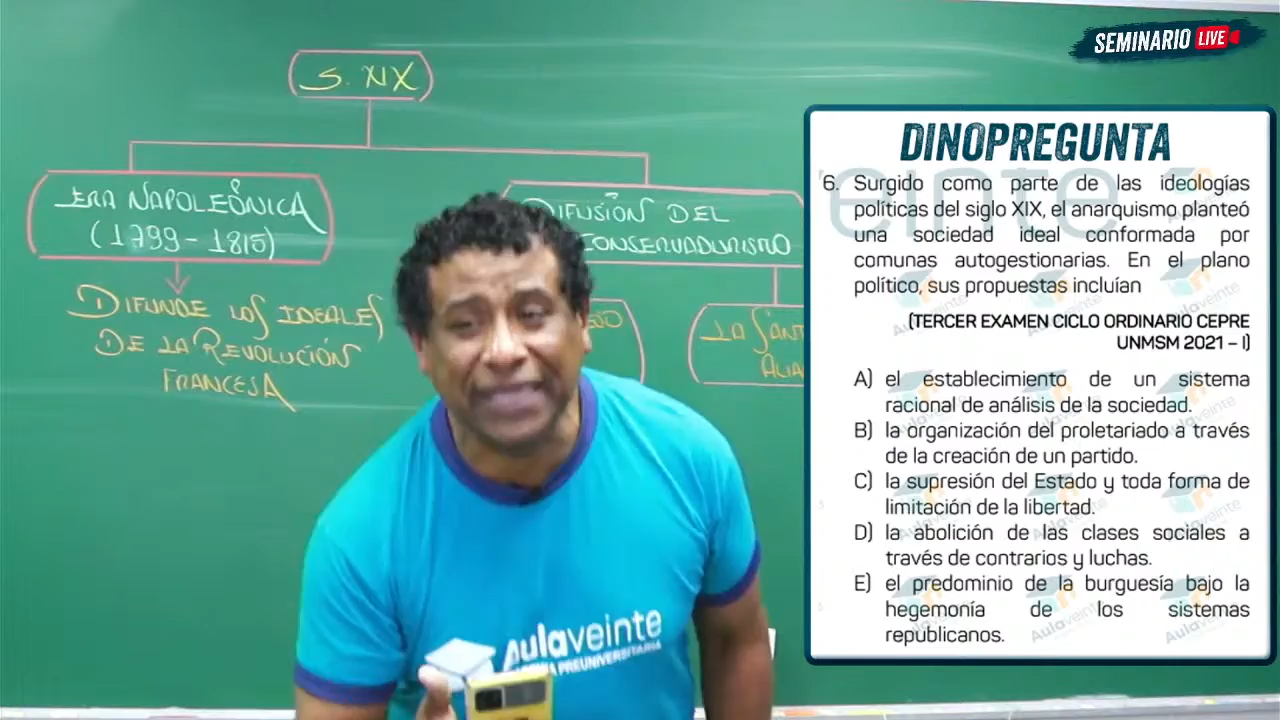 SEMINARIO LIVE
S. XIX
ERA NAPOLEÓNICA
(1799-1815)
DIFUNDE LOS IDEALES
DE LA REVOLUCIÓN
FRANCESA
DIFUSIÓN DEL
CONSERVADURISMO
LA
DINOPREGUNTA
6. Surgido como parte de las ideologías
políticas del siglo XIX, el anarquismo planteó
una sociedad ideal conformada por
comunas autogestionarias. En el plano
político, sus propuestas incluían
(TERCER EXAMEN CICLO ORDINARIO CEPRE
UNMSM 2021 – I)
A) el establecimiento de un sistema
racional de análisis de la sociedad.
B) la organización del proletariado a través
de la creación de un partido.
C) la supresión del Estado y toda forma de
limitación de la libertad.
D) la abolición de las clases sociales a
través de contrarios y luchas.
E) el predominio de la burguesía bajo la
hegemonía de los sistemas
republicanos.
Aulaveinte
PREUNIVERSITARIA